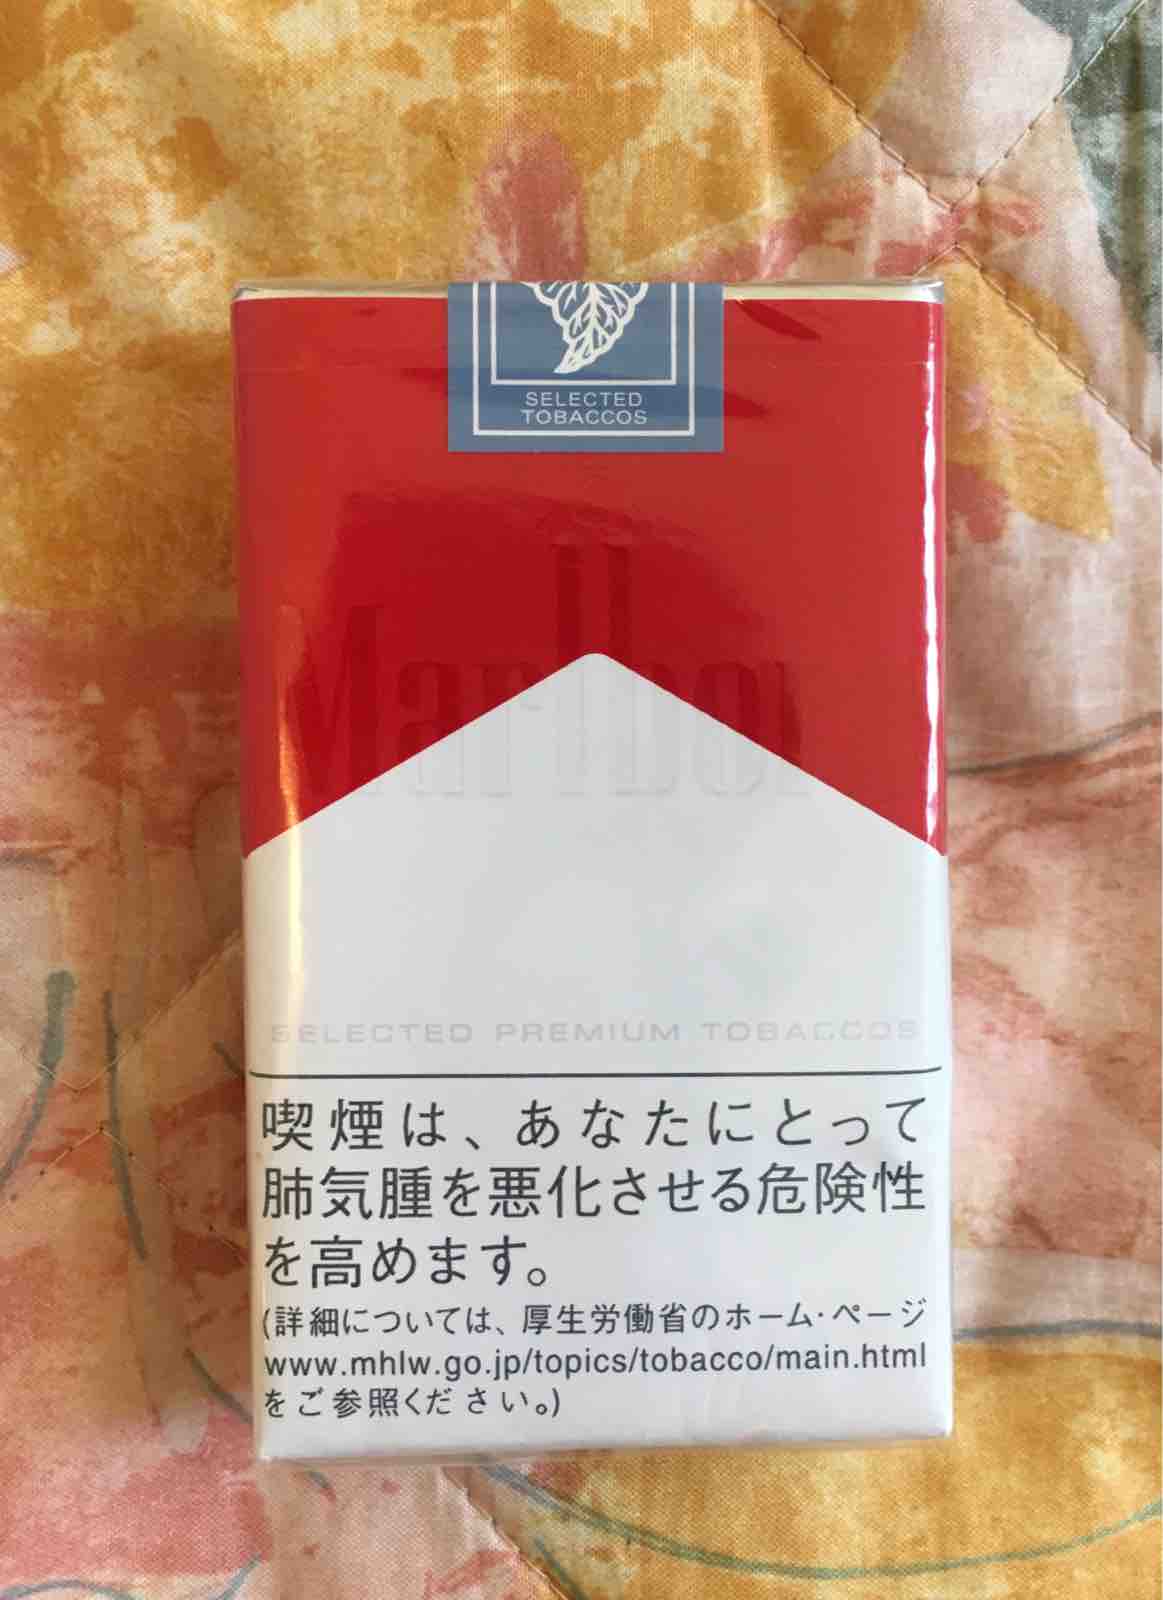 SELECTED
TOBACCOS
Marlboro
SELECTED PREMIUM TOBACCOS
喫煙は、あなたにとって
肺気腫を悪化させる危険性
を高めます。
(詳細については、厚生労働省のホーム・ページ
www.mhlw.go.jp/topics/tobacco/main.html
をご参照ください。)